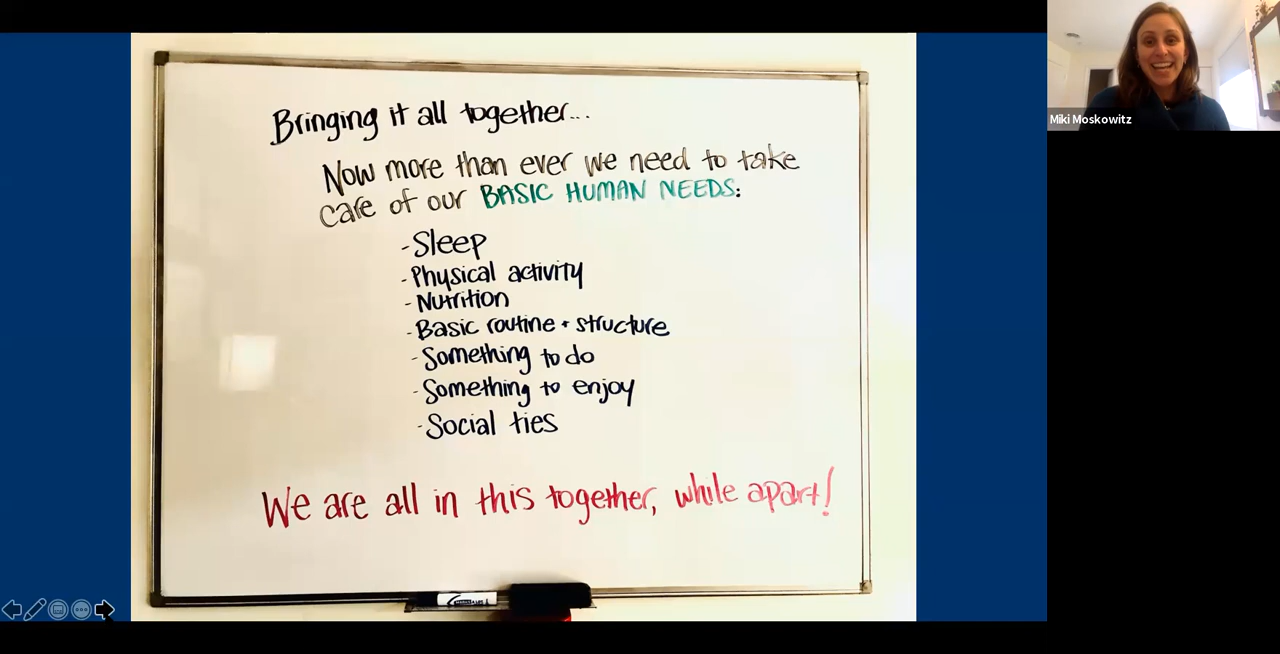 Bringing it all together...
Now more than ever we need to take
care of our BASIC HUMAN NEEDS:
- Sleep
- Physical activity
- Nutrition
- Basic routine + structure
- Something to do
- Something to enjoy
- Social ties
We are all in this together, while apart!
Miki Moskowitz